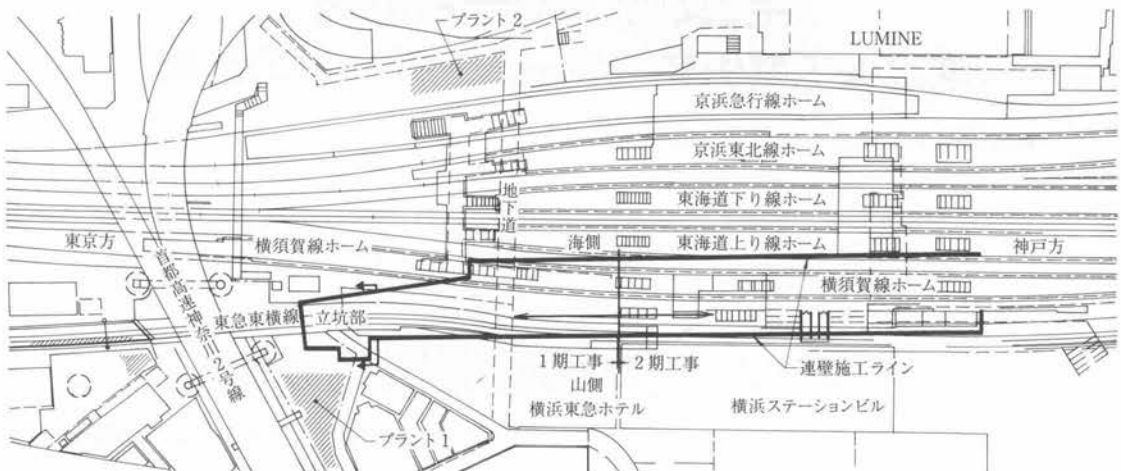 プラント2
LUMINE
京浜急行線ホーム
京浜東北線ホーム
地下道
東海道下り線ホーム
東京方
横須賀線ホーム
海側
東海道上り線ホーム
神戸方
首都高速神奈川2号線
横須賀線ホーム
東急東横線
立坑部
1期工事
2期工事
山側
連壁施工ライン
横浜東急ホテル
横浜ステーションビル
プラント1